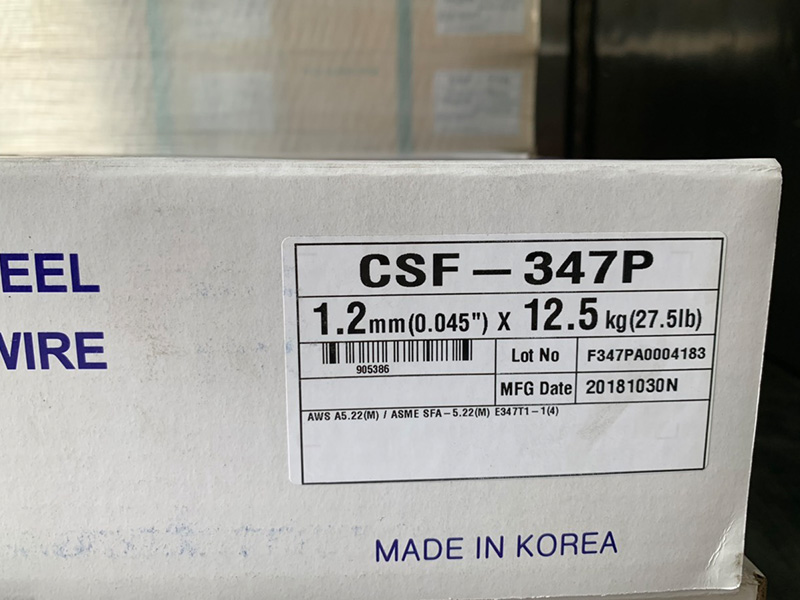 EEL
WIRE
CSF – 347P
1.2mm(0.045") X 12.5 kg(27.5lb)
905386
Lot No F347PA0004183
MFG Date 20181030N
AWS A5.22(M) / ASME SFA – 5.22(M) E347T1 – 1(4)
MADE IN KOREA